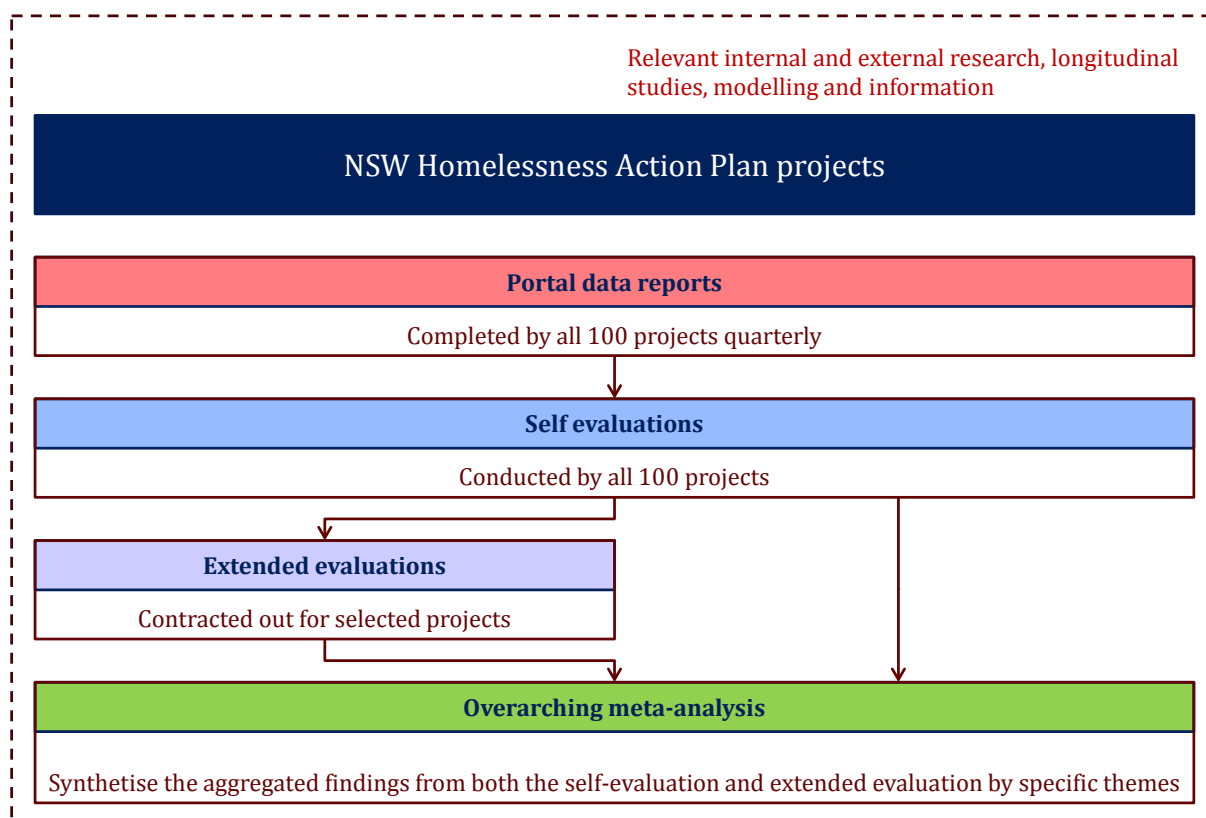 Relevant internal and external research, longitudinal
studies, modelling and information
NSW Homelessness Action Plan projects
Portal data reports
Completed by all 100 projects quarterly
Self evaluations
Conducted by all 100 projects
Extended evaluations
Contracted out for selected projects
Overarching meta-analysis
Synthetise the aggregated findings from both the self-evaluation and extended evaluation by specific themes